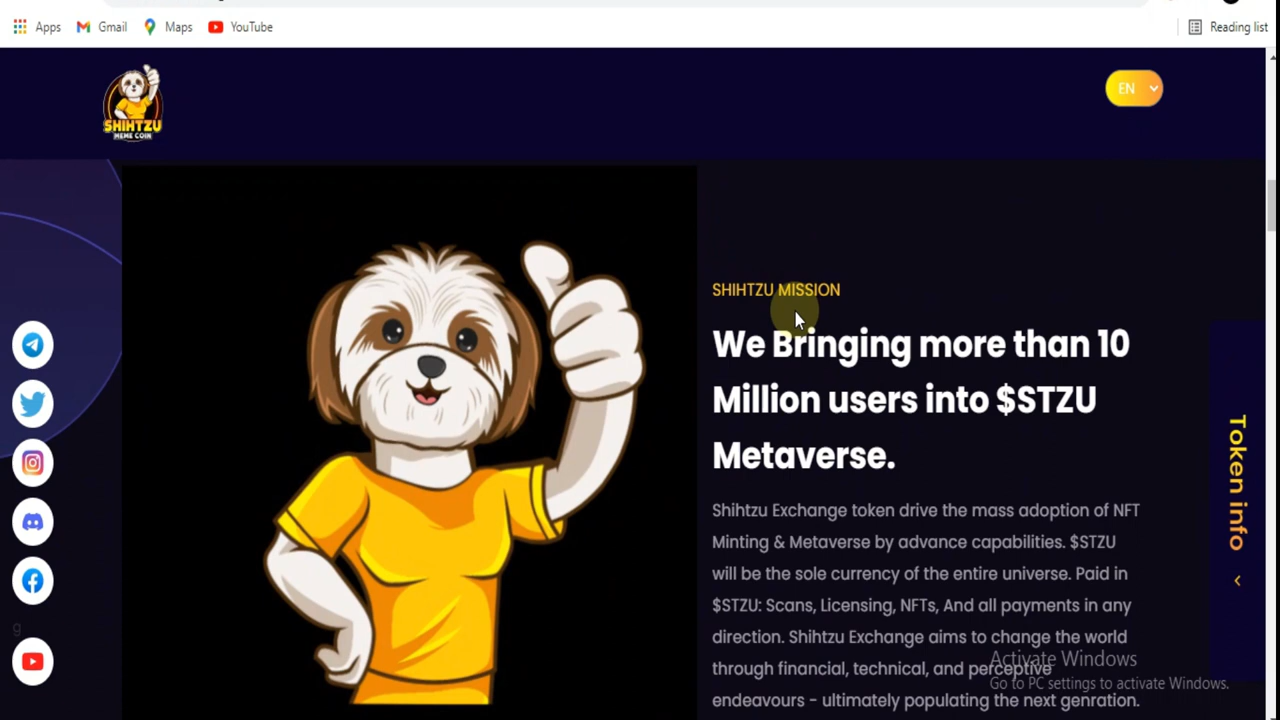 Apps Gmail Maps YouTube Reading list
SHIHTZU
MEME COIN
EN
SHIHTZU MISSION
We Bringing more than 10
Million users into $STZU
Metaverse.
Shihtzu Exchange token drive the mass adoption of NFT
Minting & Metaverse by advance capabilities. $STZU
will be the sole currency of the entire universe. Paid in
$STZU: Scans, Licensing, NFTs, And all payments in any
direction. Shihtzu Exchange aims to change the world
through financial, technical, and perceptive
endeavours - ultimately populating the next genration.
Token info
g
Activate Windows
Go to PC settings to activate Windows.